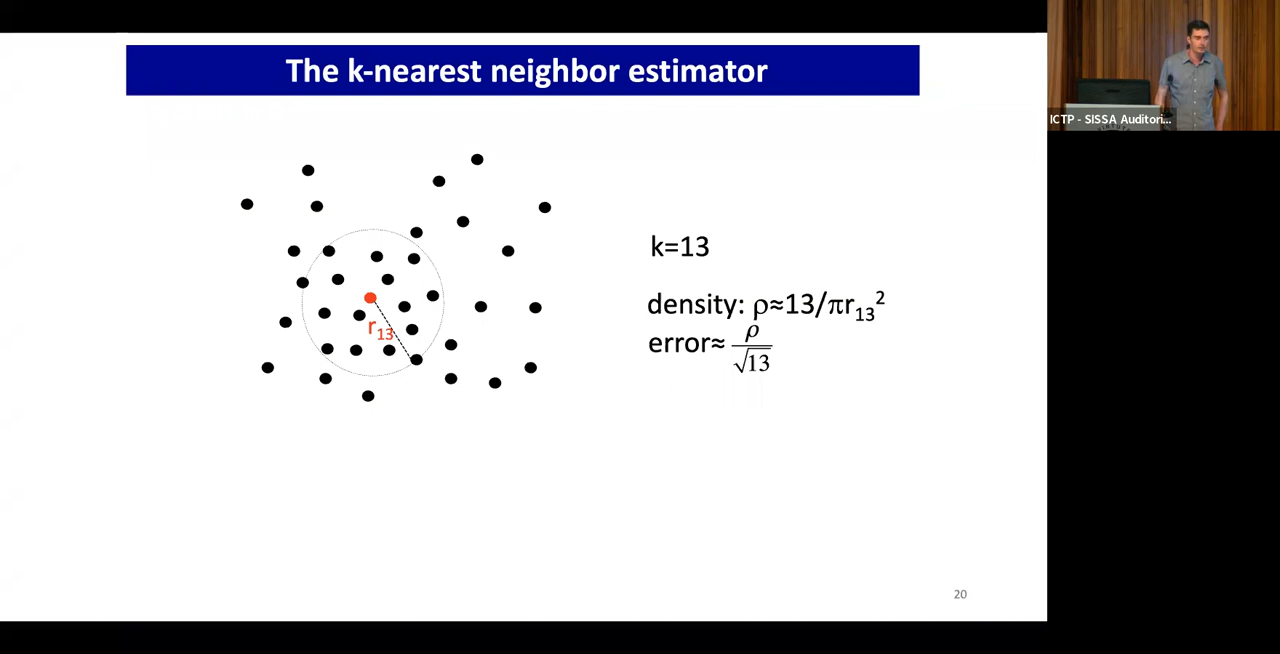 The k-nearest neighbor estimator
ICTP - SISSA Auditori...
k=13
density: ρ≈13/πr₁₃²
error≈ ρ/√13
r₁₃
20